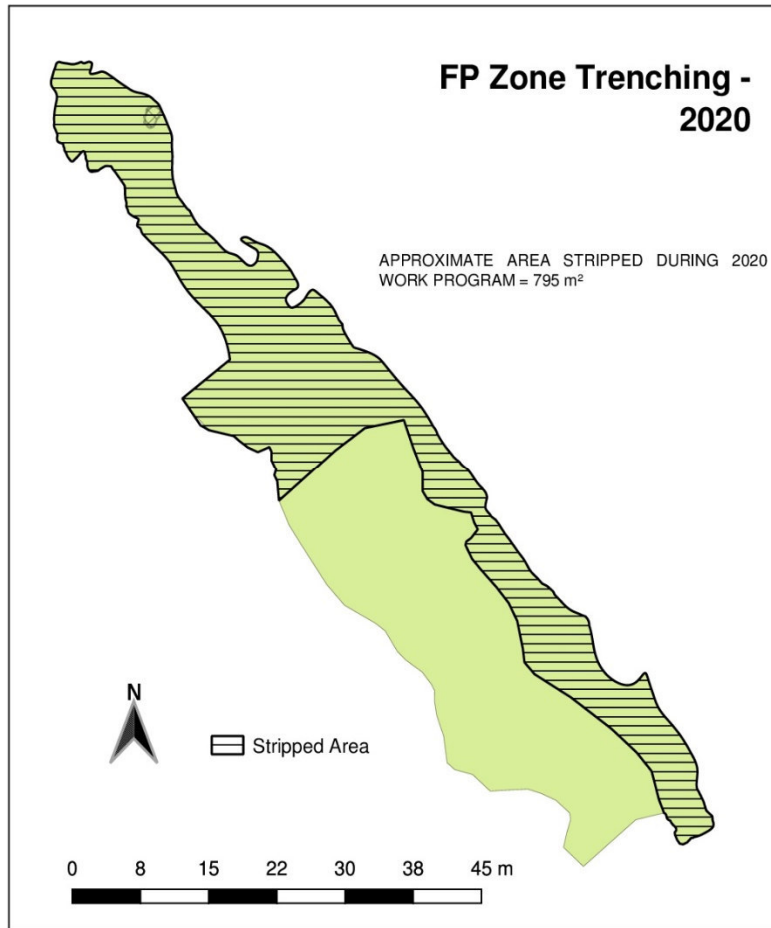 FP Zone Trenching -
2020
APPROXIMATE AREA STRIPPED DURING 2020
WORK PROGRAM = 795 m²
N
Stripped Area
0 8 15 22 30 38 45 m